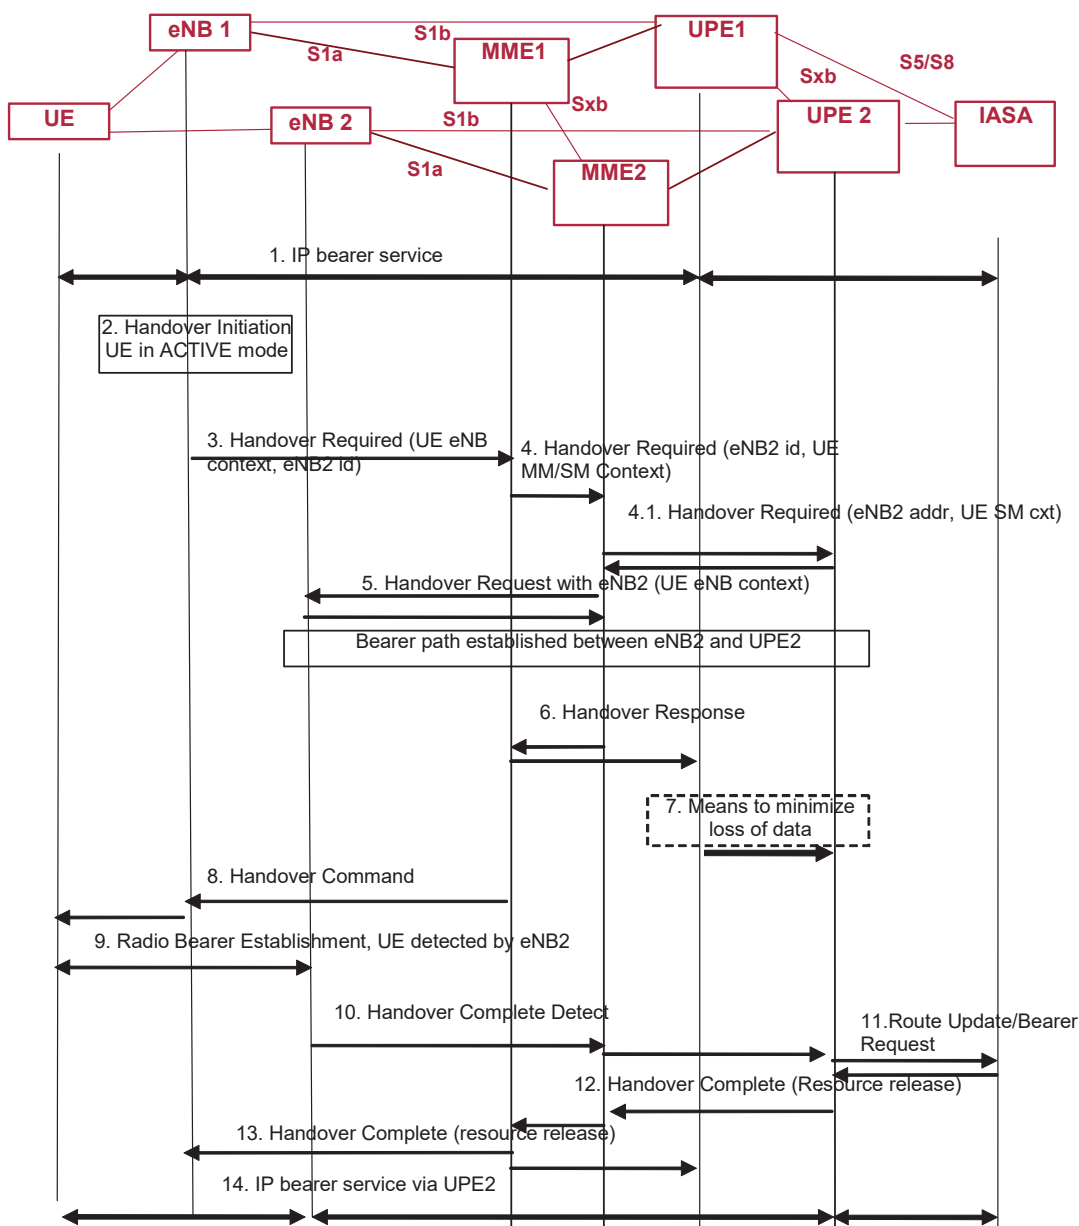 eNB 1
S1b
UPE1
S1a
MME1
S5/S8
Sxb
Sxb
UE
eNB 2
S1b
UPE 2
IASA
S1a
MME2
1. IP bearer service
2. Handover Initiation
UE in ACTIVE mode
3. Handover Required (UE eNB
context, eNB2 id)
4. Handover Required (eNB2 id, UE
MM/SM Context)
4.1. Handover Required (eNB2 addr, UE SM cxt)
5. Handover Request with eNB2 (UE eNB context)
Bearer path established between eNB2 and UPE2
6. Handover Response
7. Means to minimize
loss of data
8. Handover Command
9. Radio Bearer Establishment, UE detected by eNB2
10. Handover Complete Detect
11.Route Update/Bearer
Request
12. Handover Complete (Resource release)
13. Handover Complete (resource release)
14. IP bearer service via UPE2